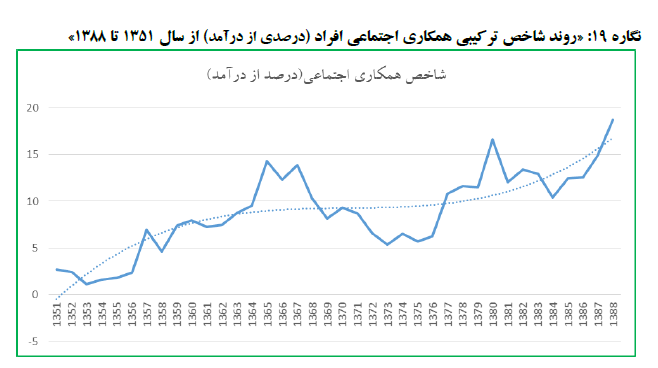 نگاره ۱۹: «روند شاخص ترکیبی همکاری اجتماعی افراد (درصدی از درآمد) از سال ۱۳۵۱ تا ۱۳۸۸»
شاخص همکاری اجتماعی(درصد از درآمد)
20
15
10
5
0
-5
1351 1352 1353 1354 1355 1356 1357 1358 1359 1360 1361 1362 1363 1364 1365 1366 1367 1368 1369 1370 1371 1372 1373 1374 1375 1376 1377 1378 1379 1380 1381 1382 1383 1384 1385 1386 1387 1388